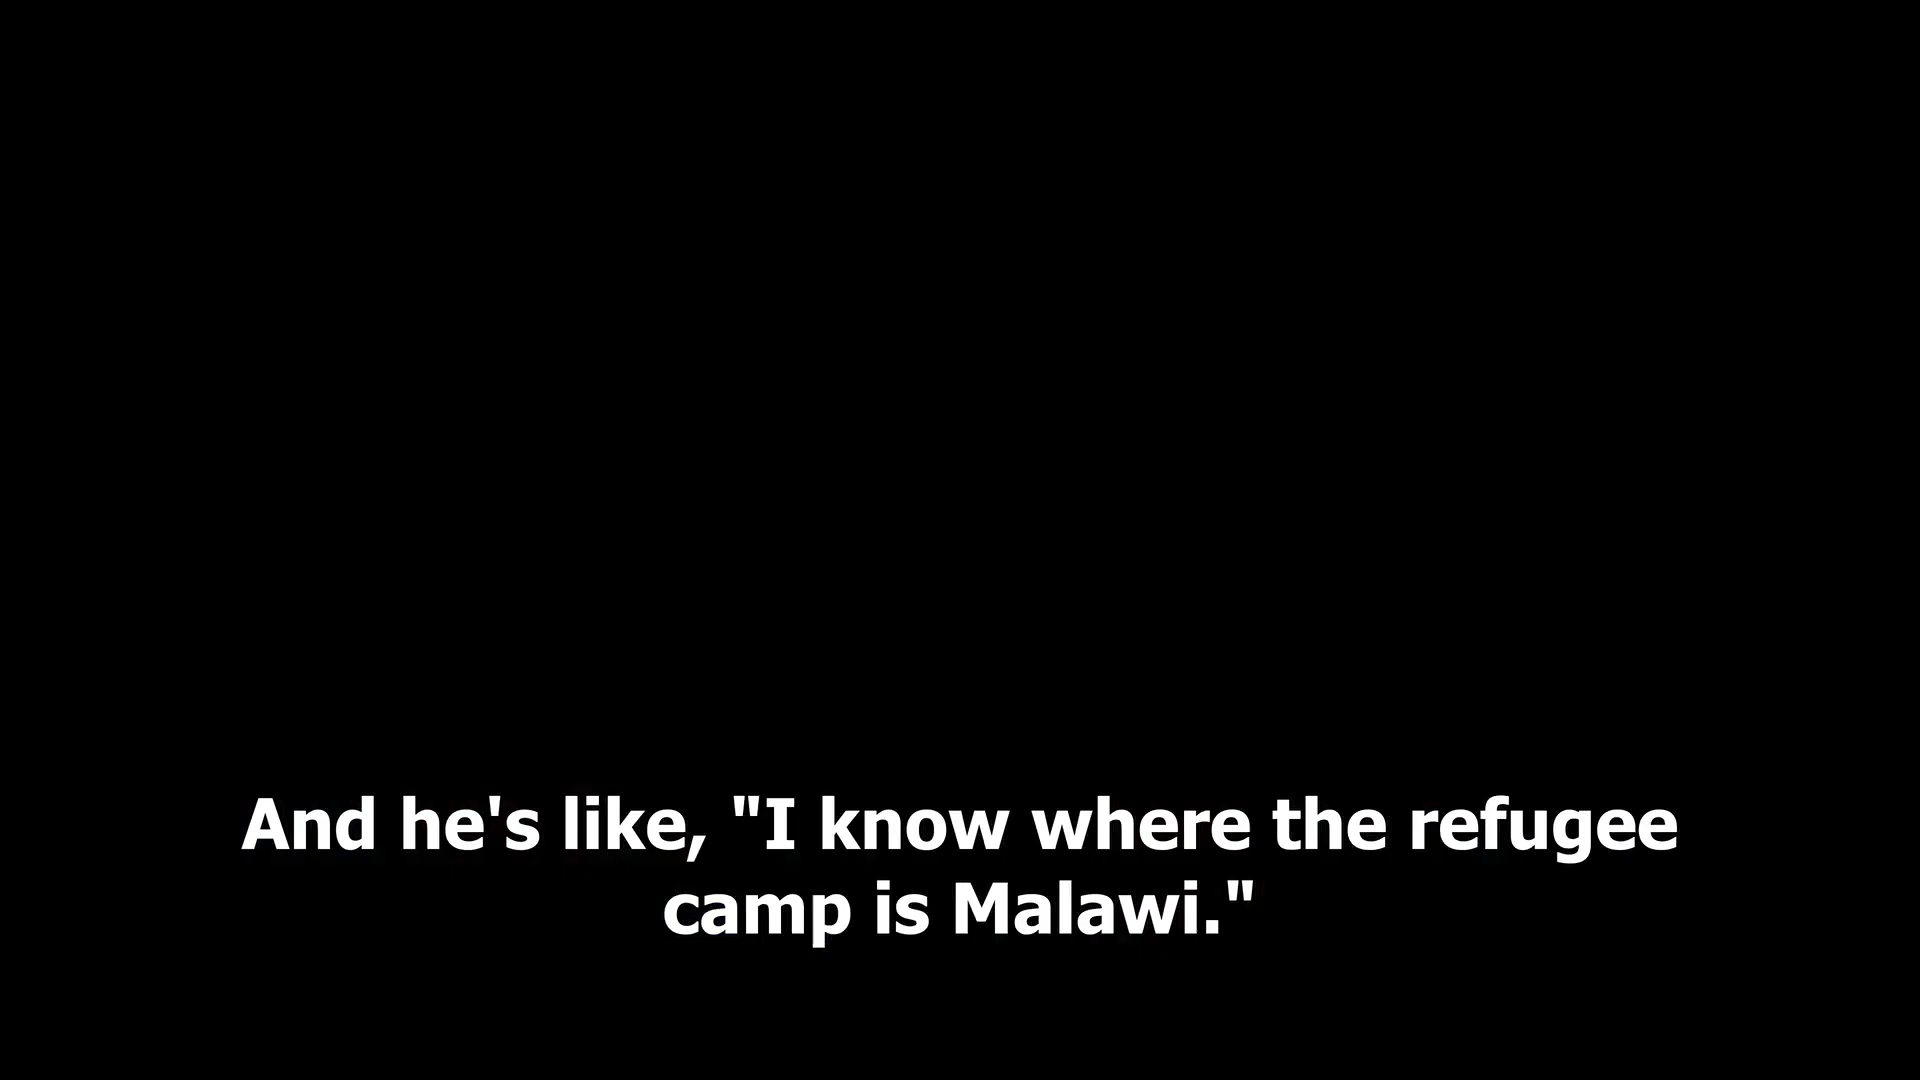 And he's like, "I know where the refugee
camp is Malawi."